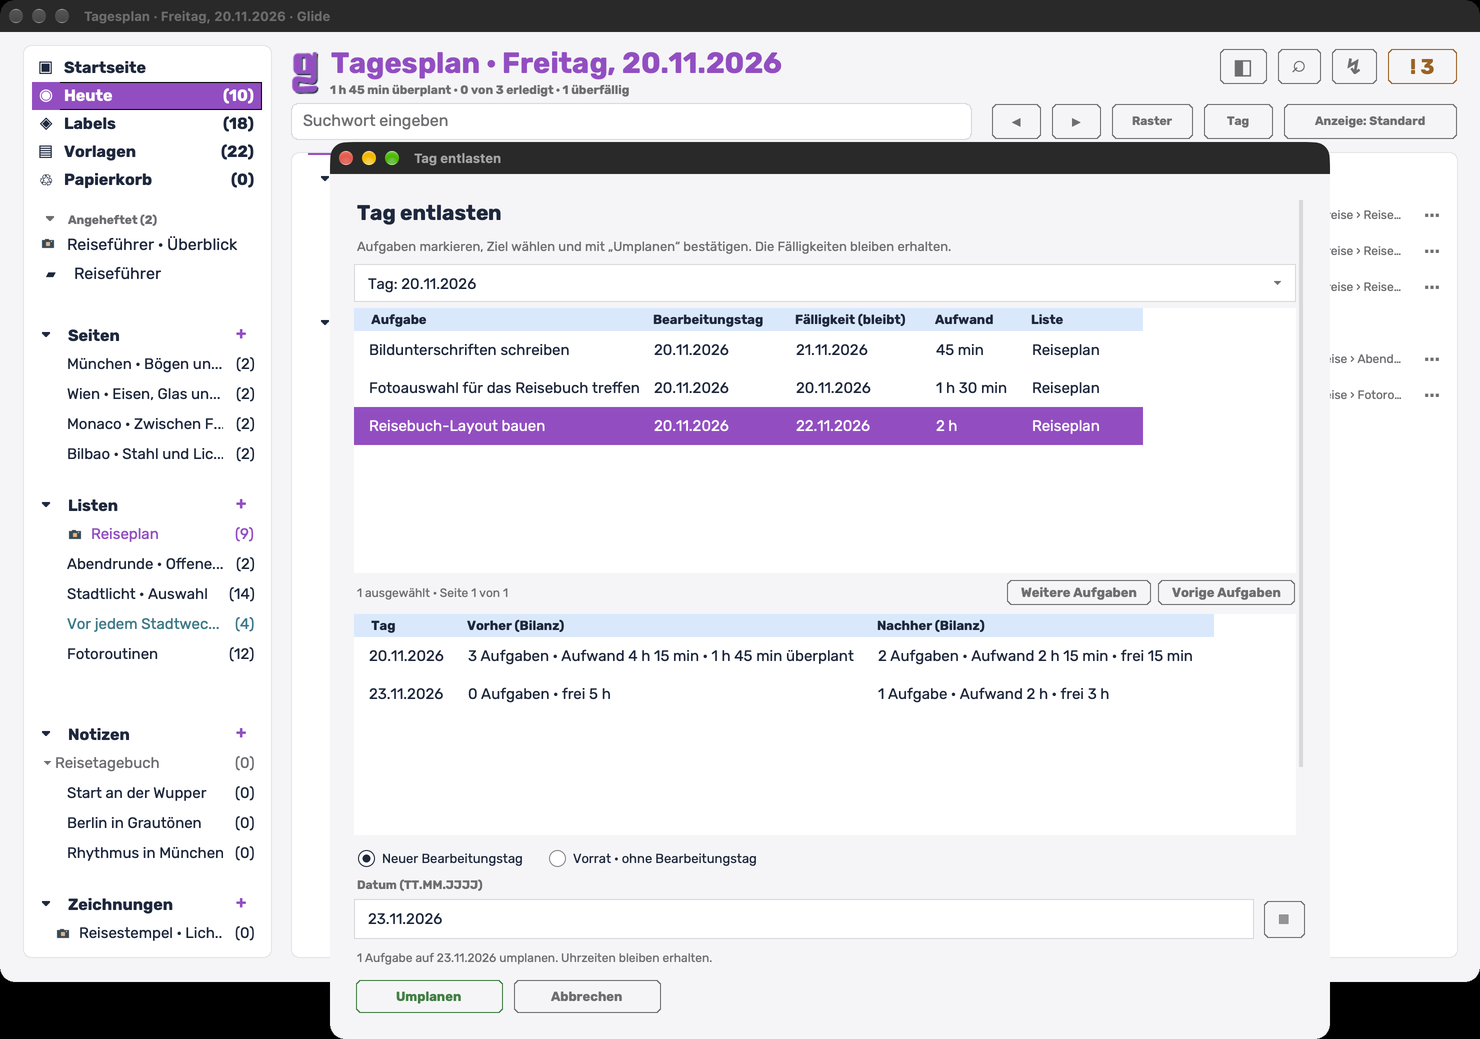 Tagesplan · Freitag, 20.11.2026 · Glide
Startseite
Heute (10)
Labels (18)
Vorlagen (22)
Papierkorb (0)
Angeheftet (2)
Reiseführer • Überblick
Reiseführer
Seiten +
München • Bögen un... (2)
Wien • Eisen, Glas un... (2)
Monaco • Zwischen F... (2)
Bilbao • Stahl und Lic... (2)
Listen +
Reiseplan (9)
Abendrunde • Offene... (2)
Stadtlicht • Auswahl (14)
Vor jedem Stadtwec... (4)
Fotoroutinen (12)
Notizen +
Reisetagebuch (0)
Start an der Wupper (0)
Berlin in Grautönen (0)
Rhythmus in München (0)
Zeichnungen +
Reisestempel • Lich.. (0)
g Tagesplan • Freitag, 20.11.2026
1 h 45 min überplant • 0 von 3 erledigt • 1 überfällig
! 3
Suchwort eingeben
Raster
Tag
Anzeige: Standard
reise › Reise...
eise › Reise...
reise › Reise...
ise › Abend...
ise › Fotoro...
Tag entlasten
Tag entlasten
Aufgaben markieren, Ziel wählen und mit „Umplanen“ bestätigen. Die Fälligkeiten bleiben erhalten.
Tag: 20.11.2026
Aufgabe Bearbeitungstag Fälligkeit (bleibt) Aufwand Liste
Bildunterschriften schreiben 20.11.2026 21.11.2026 45 min Reiseplan
Fotoauswahl für das Reisebuch treffen 20.11.2026 20.11.2026 1 h 30 min Reiseplan
Reisebuch-Layout bauen 20.11.2026 22.11.2026 2 h Reiseplan
1 ausgewählt • Seite 1 von 1
Weitere Aufgaben
Vorige Aufgaben
Tag Vorher (Bilanz) Nachher (Bilanz)
20.11.2026 3 Aufgaben • Aufwand 4 h 15 min • 1 h 45 min überplant 2 Aufgaben • Aufwand 2 h 15 min • frei 15 min
23.11.2026 0 Aufgaben • frei 5 h 1 Aufgabe • Aufwand 2 h • frei 3 h
Neuer Bearbeitungstag
Vorrat • ohne Bearbeitungstag
Datum (TT.MM.JJJJ)
23.11.2026
1 Aufgabe auf 23.11.2026 umplanen. Uhrzeiten bleiben erhalten.
Umplanen
Abbrechen